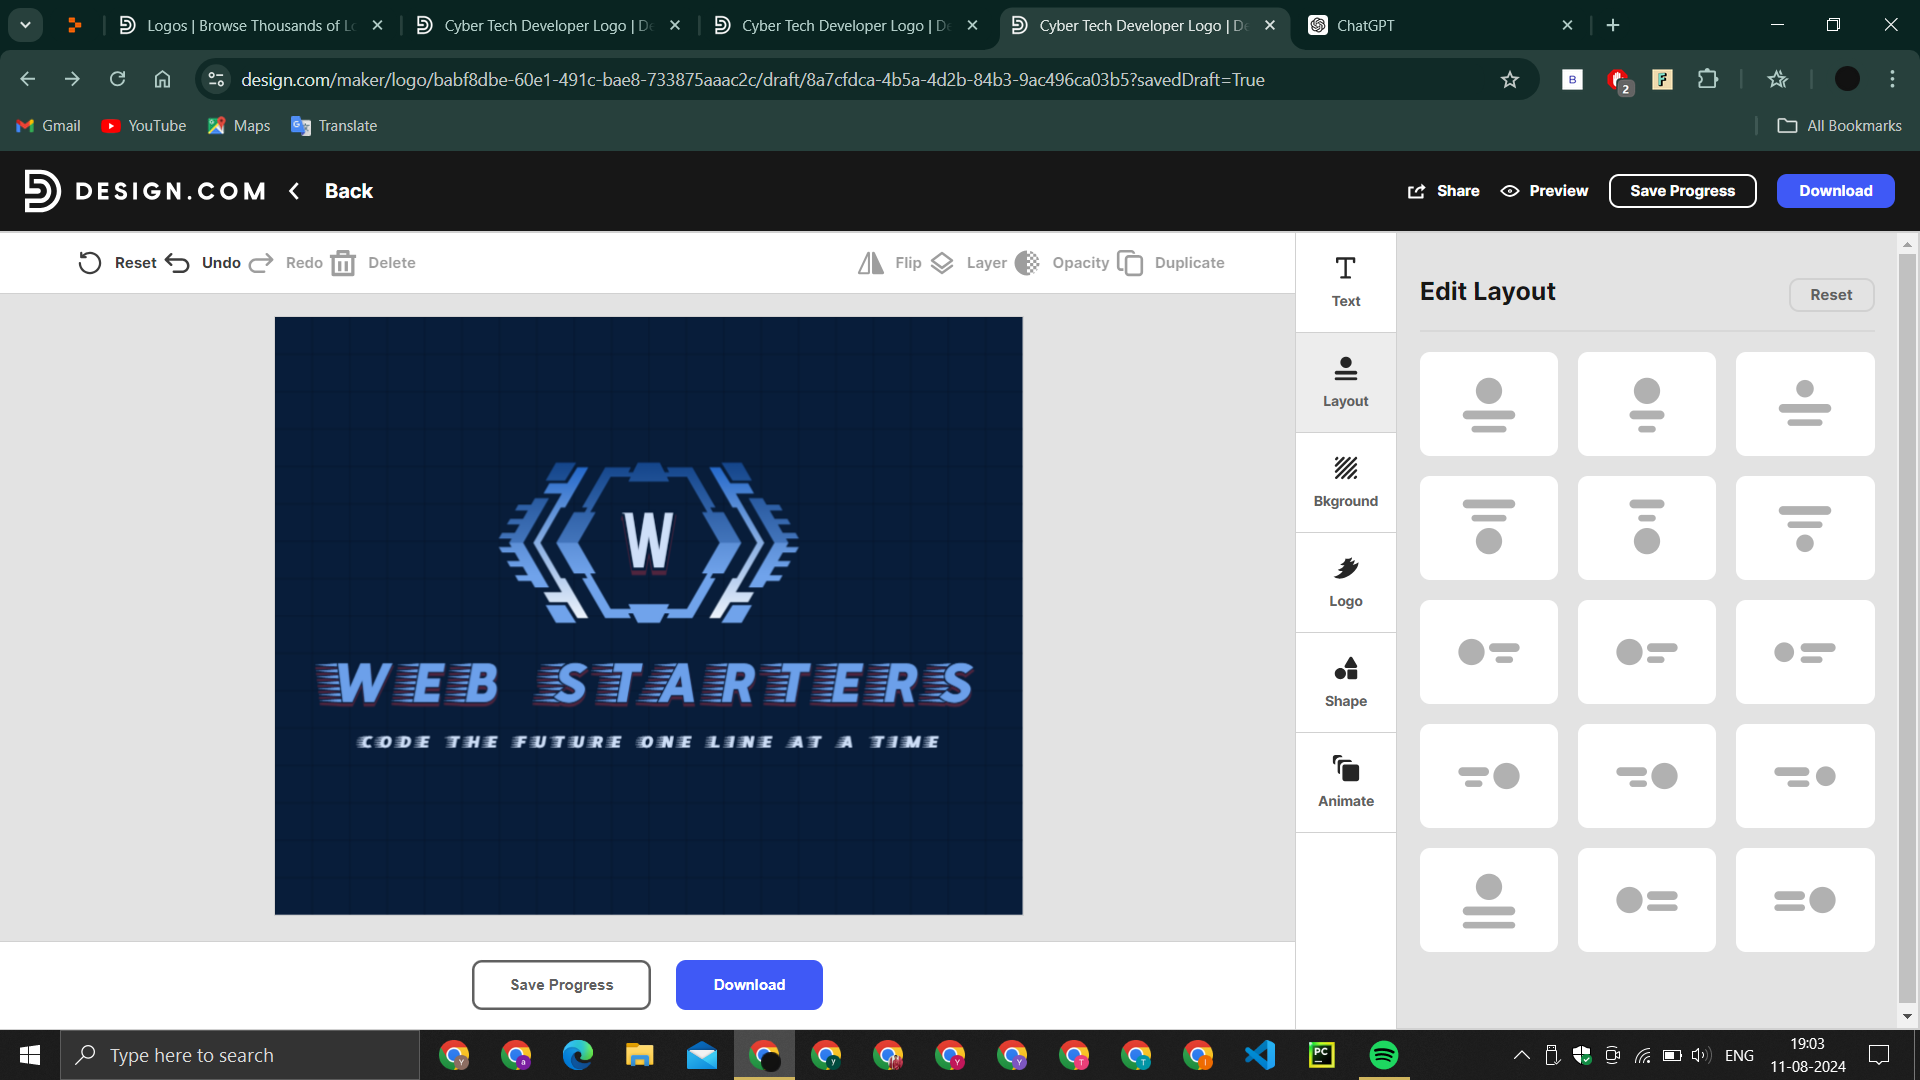 Logos | Browse Thousands of Lo
Cyber Tech Developer Logo | De
Cyber Tech Developer Logo | De
Cyber Tech Developer Logo | De
ChatGPT
design.com/maker/logo/babf8dbe-60e1-491c-bae8-733875aaac2c/draft/8a7cfdca-4b5a-4d2b-84b3-9ac496ca03b5?savedDraft=True
B
2
F
Gmail
YouTube
Maps
Translate
All Bookmarks
DESIGN.COM
Back
Share
Preview
Save Progress
Download
Reset
Undo
Redo
Delete
Flip
Layer
Opacity
Duplicate
Text
Layout
Bkground
Logo
Shape
Animate
Edit Layout
Reset
W
WEB STARTERS
CODE THE FUTURE ONE LINE AT A TIME
Save Progress
Download
Type here to search
PC
ENG
19:03
11-08-2024